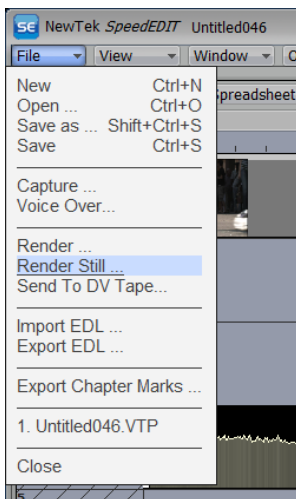 SE NewTek SpeedEDIT Untitled046
File View Window
New Ctrl+N
Open ... Ctrl+O
Save as ... Shift+Ctrl+S
Save Ctrl+S
Spreadsheet
Capture ...
Voice Over...
Render ...
Render Still ...
Send To DV Tape...
Import EDL ...
Export EDL ...
Export Chapter Marks ...
1. Untitled046.VTP
Close